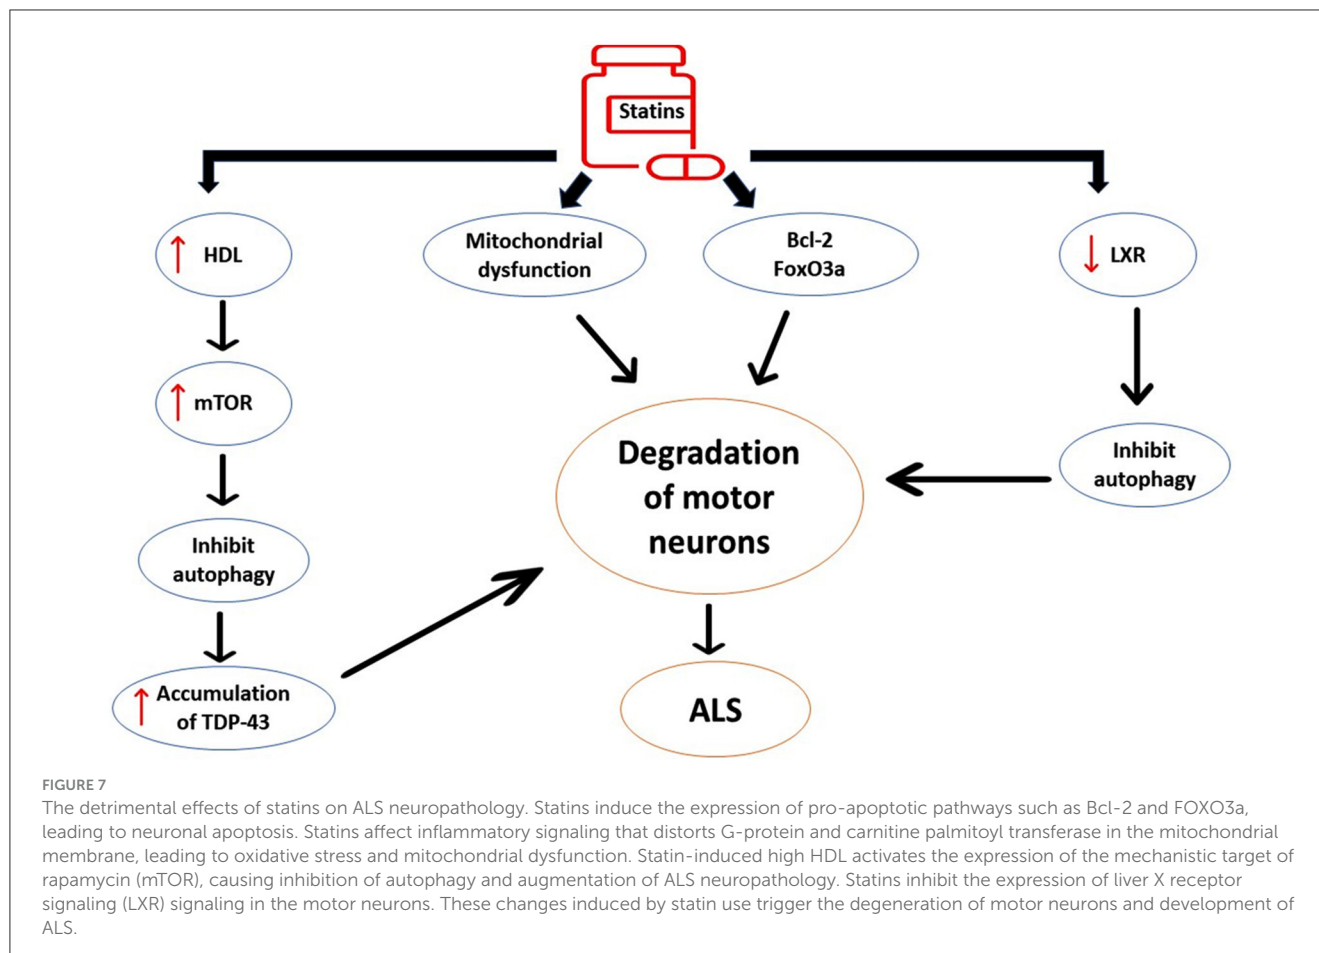 Statins
HDL
Mitochondrial
dysfunction
Bcl-2
FoxO3a
LXR
mTOR
Inhibit
autophagy
Degradation
of motor
neurons
Inhibit
autophagy
Accumulation
of TDP-43
ALS
FIGURE 7
The detrimental effects of statins on ALS neuropathology. Statins induce the expression of pro-apoptotic pathways such as Bcl-2 and FOXO3a,
leading to neuronal apoptosis. Statins affect inflammatory signaling that distorts G-protein and carnitine palmitoyl transferase in the mitochondrial
membrane, leading to oxidative stress and mitochondrial dysfunction. Statin-induced high HDL activates the expression of the mechanistic target of
rapamycin (mTOR), causing inhibition of autophagy and augmentation of ALS neuropathology. Statins inhibit the expression of liver X receptor
signaling (LXR) signaling in the motor neurons. These changes induced by statin use trigger the degeneration of motor neurons and development of
ALS.